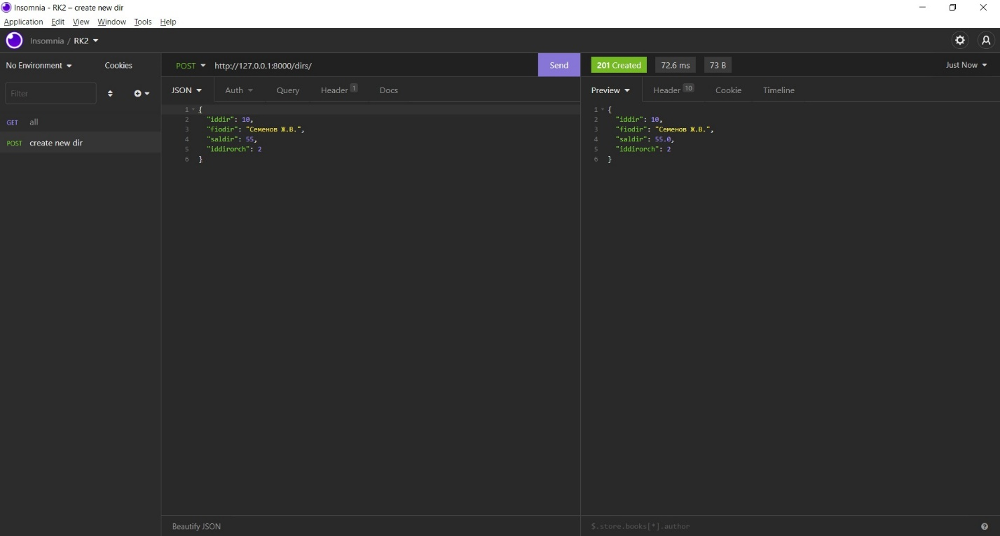 Insomnia - RK2 – create new dir
Application Edit View Window Tools Help
Insomnia / RK2
No Environment Cookies
POST http://127.0.0.1:8000/dirs/ Send
201 Created 72.6 ms 73 B Just Now
Filter
JSON Auth Query Header 1 Docs
Preview Header 10 Cookie Timeline
GET all
POST create new dir
1 {
2 "iddir": 10,
3 "fiodir": "Семенов Ж.В.",
4 "saldir": 55,
5 "iddirorch": 2
6 }
1 {
2 "iddir": 10,
3 "fiodir": "Семенов Ж.В.",
4 "saldir": 55.0,
5 "iddirorch": 2
6 }
Beautify JSON
$.store.books[*].author